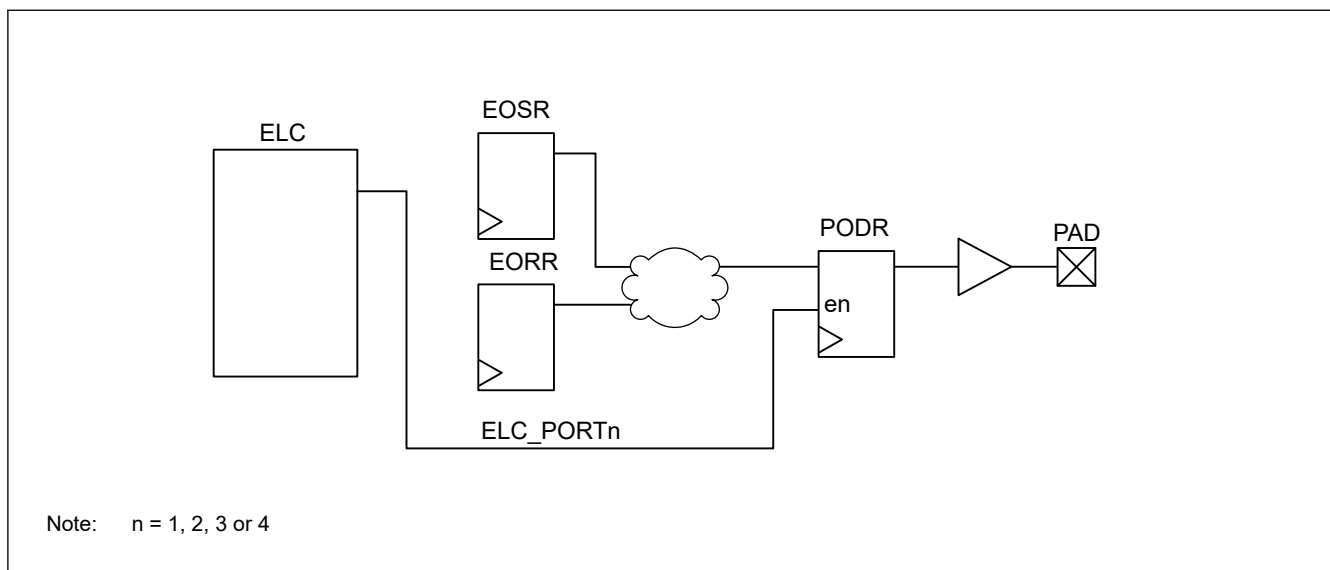 EOSR
ELC
PODR
PAD
EORR
en
ELC_PORTn
Note: n = 1, 2, 3 or 4